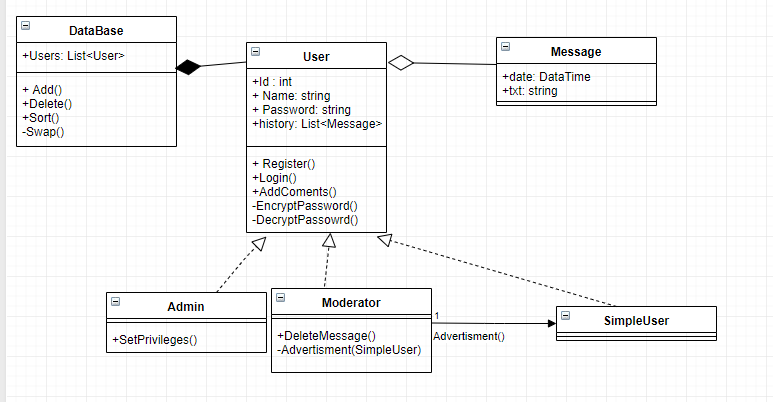 DataBase
+Users: List<User>
+ Add()
+Delete()
+Sort()
-Swap()
User
+Id : int
+ Name: string
+ Password: string
+history: List<Message>
+ Register()
+Login()
+AddComents()
-EncryptPassword()
-DecryptPassowrd()
Message
+date: DataTime
+txt: string
Admin
+SetPrivileges()
Moderator
+DeleteMessage()
-Advertisment(SimpleUser)
1
Advertisment()
SimpleUser